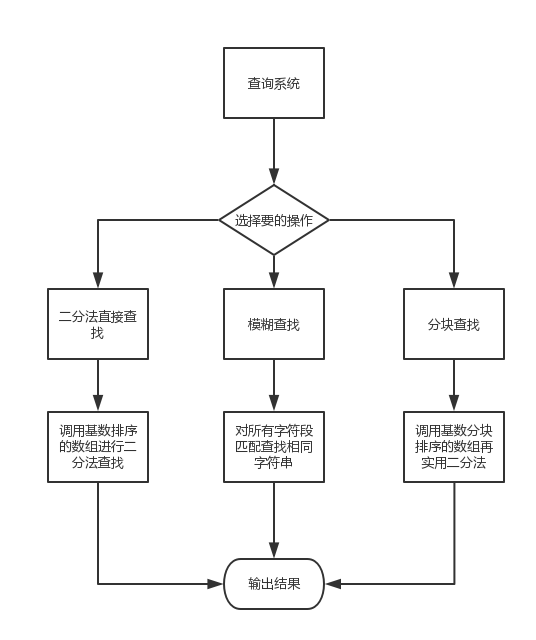 查询系统
选择要的操作
二分法直接查
找
模糊查找
分块查找
调用基数排序
的数组进行二
分法查找
对所有字符段
匹配查找相同
字符串
调用基数分块
排序的数组再
实用二分法
输出结果